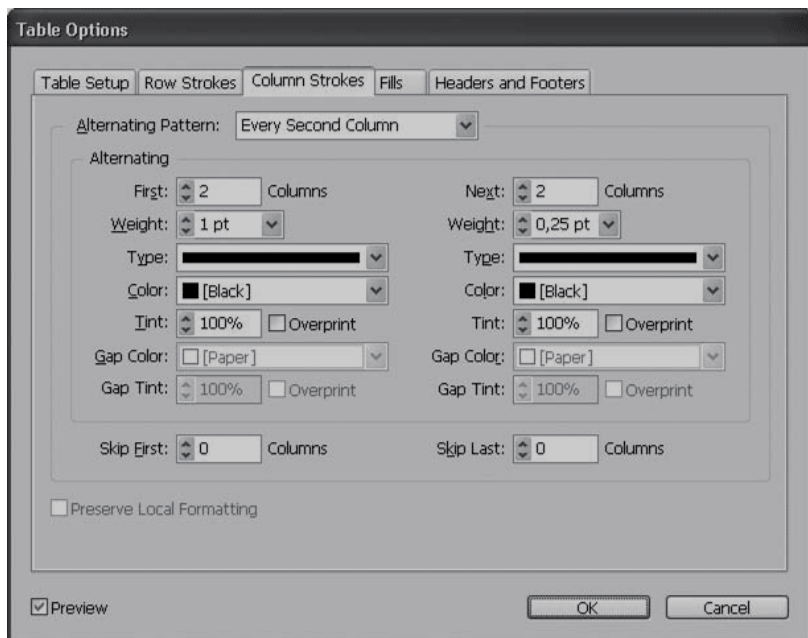 Table Options
Table Setup Row Strokes Column Strokes Fills Headers and Footers
Alternating Pattern: Every Second Column
Alternating
First: 2 Columns Next: 2 Columns
Weight: 1 pt Weight: 0,25 pt
Type: Type:
Color: [Black] Color: [Black]
Tint: 100% Overprint Tint: 100% Overprint
Gap Color: [Paper] Gap Color: [Paper]
Gap Tint: 100% Overprint Gap Tint: 100% Overprint
Skip First: 0 Columns Skip Last: 0 Columns
Preserve Local Formatting
Preview OK Cancel